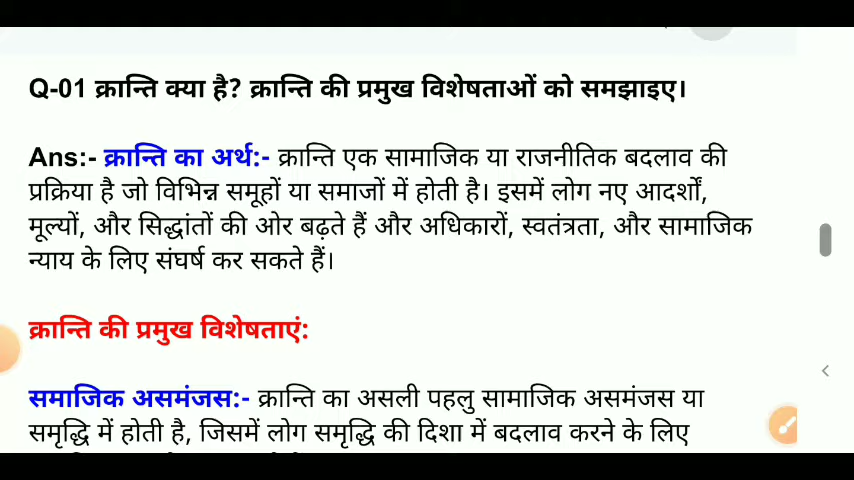 Q-01 क्रान्ति क्या है? क्रान्ति की प्रमुख विशेषताओं को समझाइए।
Ans:- क्रान्ति का अर्थ:- क्रान्ति एक सामाजिक या राजनीतिक बदलाव की
प्रक्रिया है जो विभिन्न समूहों या समाजों में होती है। इसमें लोग नए आदर्शों,
मूल्यों, और सिद्धांतों की ओर बढ़ते हैं और अधिकारों, स्वतंत्रता, और सामाजिक
न्याय के लिए संघर्ष कर सकते हैं।
क्रान्ति की प्रमुख विशेषताएं:
समाजिक असमंजस:- क्रान्ति का असली पहलु सामाजिक असमंजस या
समृद्धि में होती है, जिसमें लोग समृद्धि की दिशा में बदलाव करने के लिए